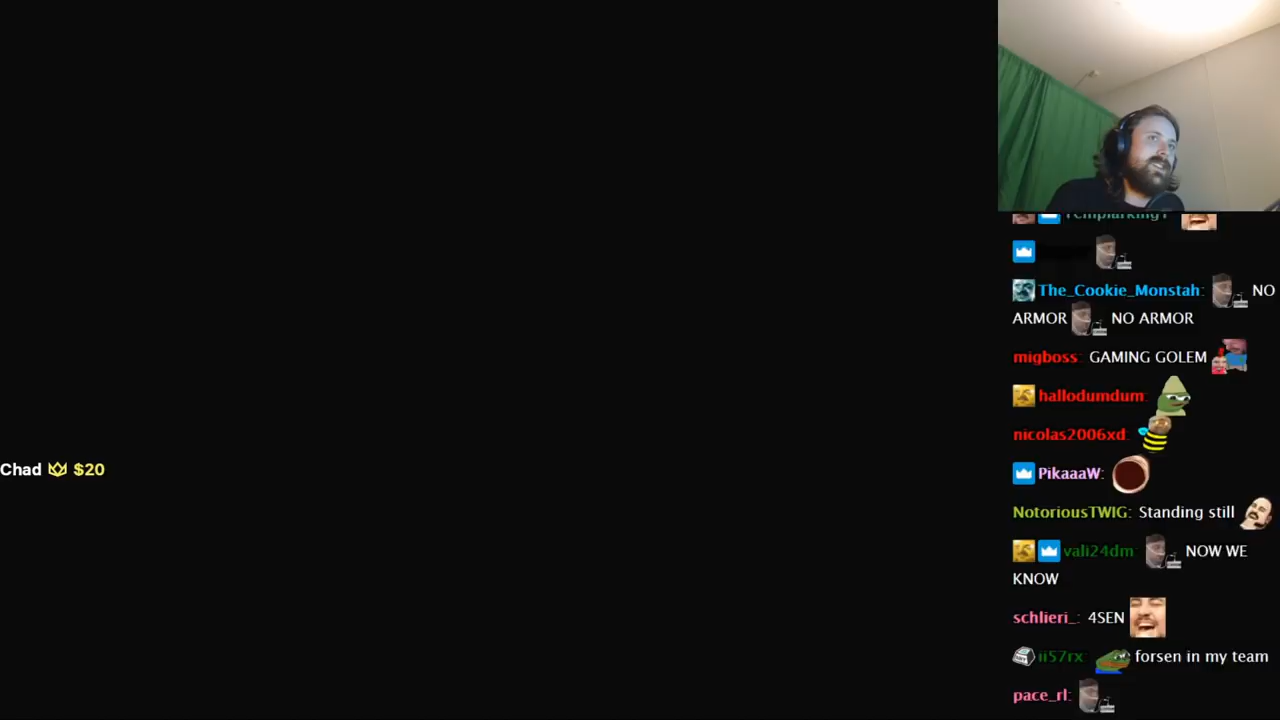 The_Cookie_Monstah: NO
ARMOR NO ARMOR
migboss: GAMING GOLEM
hallodumdum:
nicolas2006xd:
Chad $20
PikaaaW:
NotoriousTWIG: Standing still
vali24dm: NOW WE
KNOW
schlieri_: 4SEN
ii57rx: forsen in my team
pace_rl: